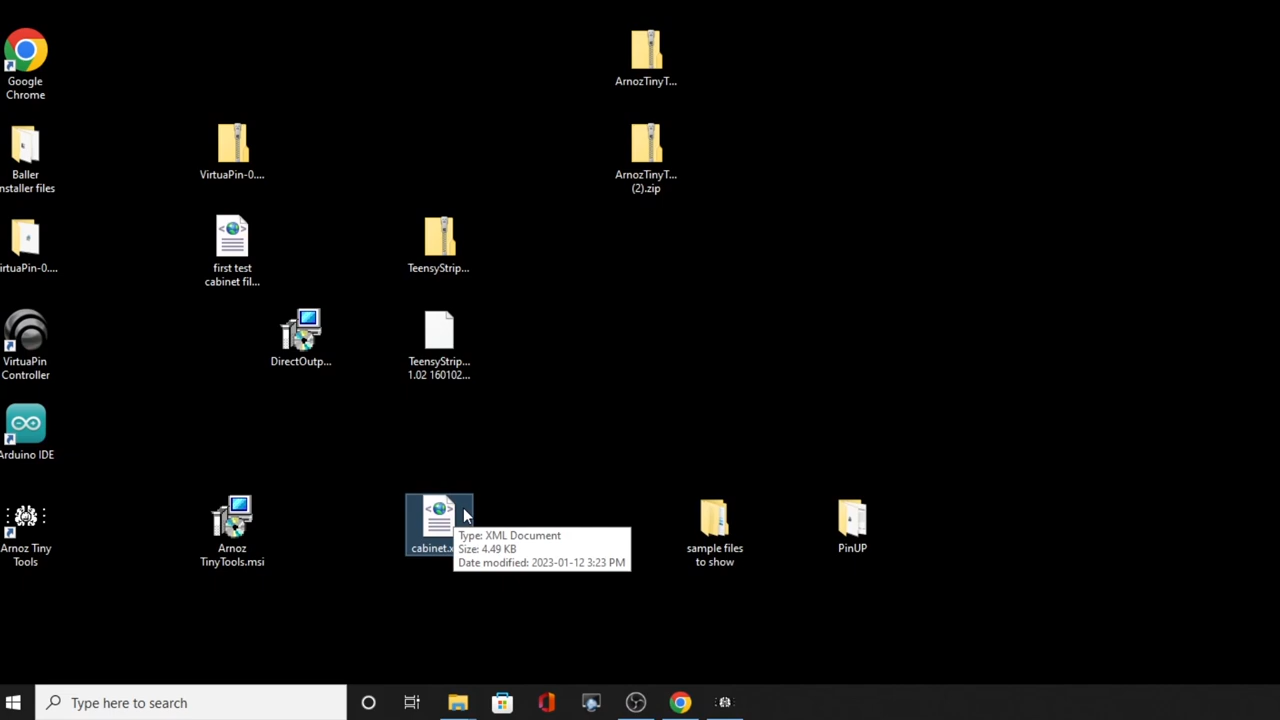 Google
Chrome
ArnozTinyT...
Baller
nstaller files
VirtuaPin-0....
ArnozTinyT...
(2).zip
irtuaPin-0....
first test
cabinet fil...
TeensyStrip...
VirtuaPin
Controller
DirectOutp...
TeensyStrip...
1.02 160102...
Arduino IDE
Arnoz Tiny
Tools
Arnoz
TinyTools.msi
cabinet.x
Type: XML Document
Size: 4.49 KB
Date modified: 2023-01-12 3:23 PM
sample files
to show
PinUP
Type here to search